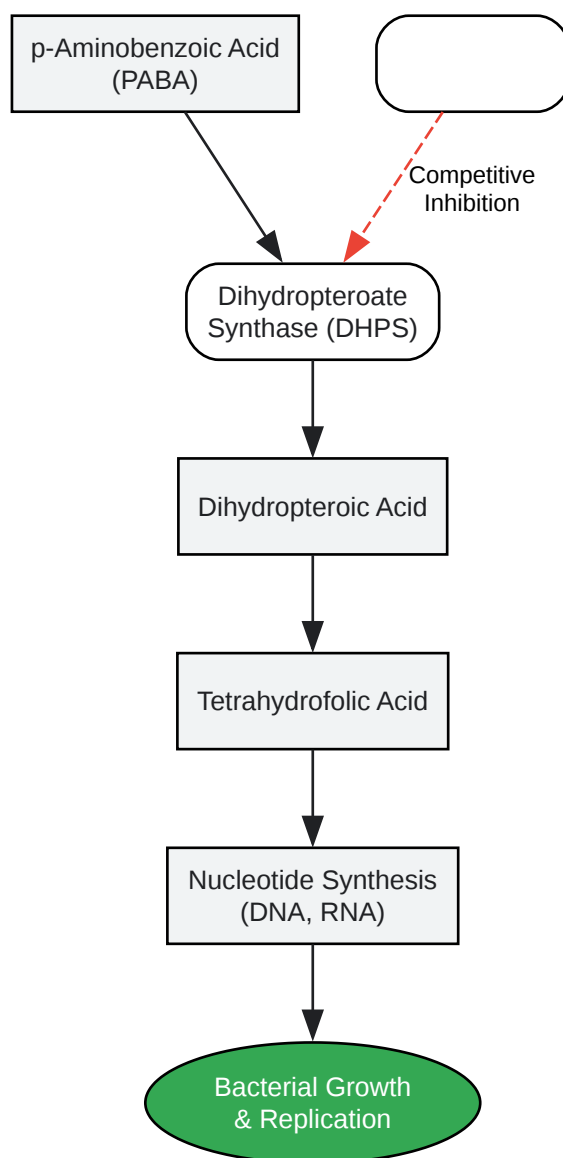 p-Aminobenzoic Acid
(PABA)
Competitive
Inhibition
Dihydropteroate
Synthase (DHPS)
Dihydropteroic Acid
Tetrahydrofolic Acid
Nucleotide Synthesis
(DNA, RNA)
Bacterial Growth
& Replication